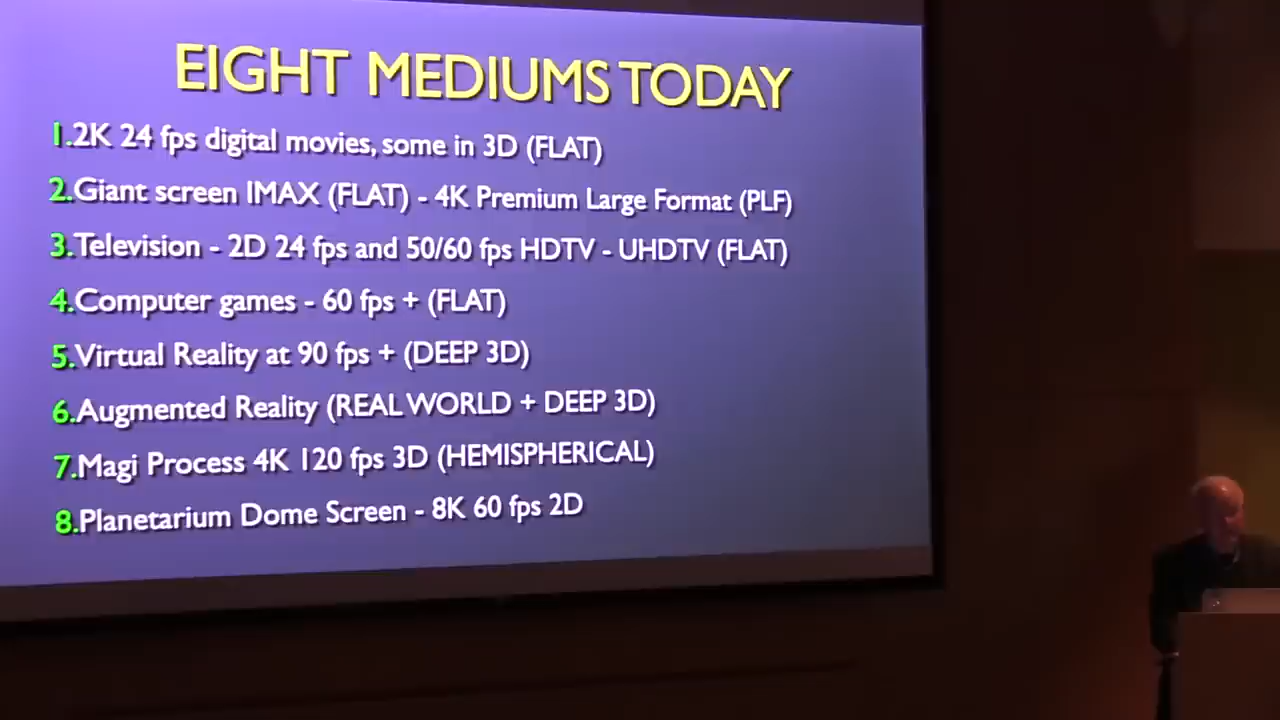 EIGHT MEDIUMS TODAY
1.2K 24 fps digital movies, some in 3D (FLAT)
2.Giant screen IMAX (FLAT) - 4K Premium Large Format (PLF)
3.Television - 2D 24 fps and 50/60 fps HDTV - UHDTV (FLAT)
4.Computer games - 60 fps + (FLAT)
5.Virtual Reality at 90 fps + (DEEP 3D)
6.Augmented Reality (REAL WORLD + DEEP 3D)
7.Magi Process 4K 120 fps 3D (HEMISPHERICAL)
8.Planetarium Dome Screen - 8K 60 fps 2D